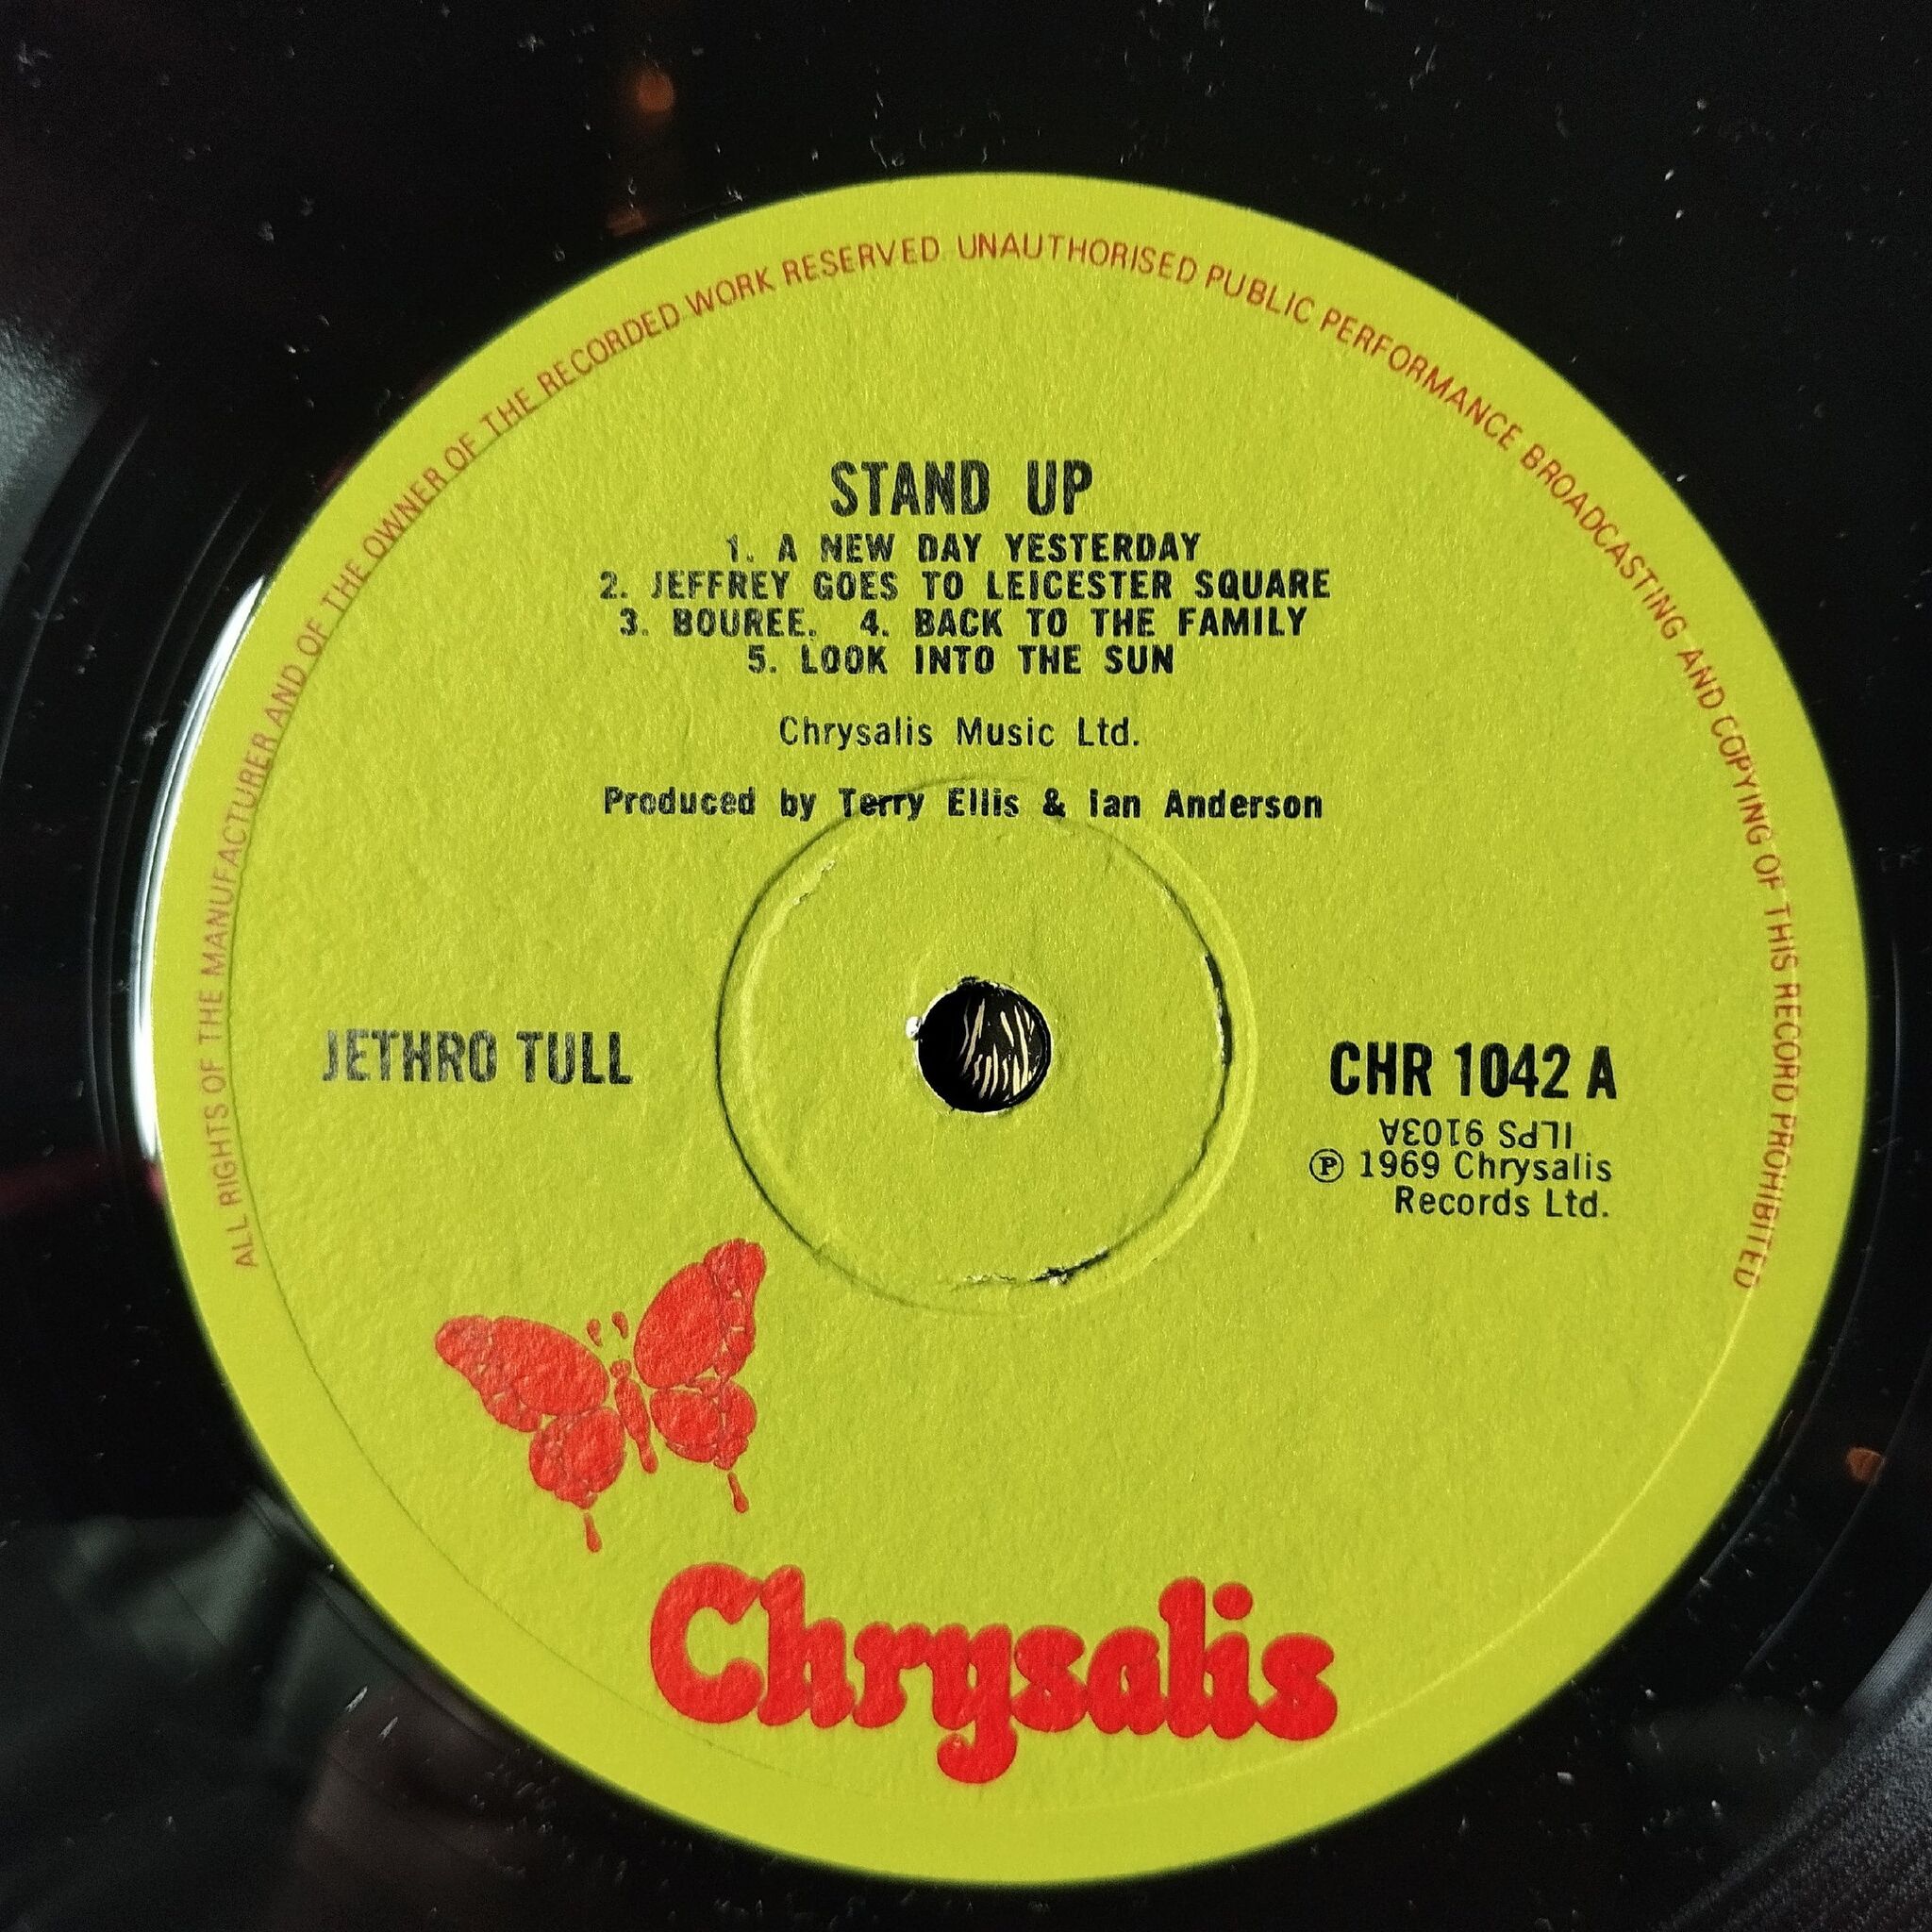 ALL RIGHTS OF THE MANUFACTURER AND OF THE OWNER OF THE RECORDED WORK RESERVED UNAUTHORISED PUBLIC PERFORMANCE BROADCASTING AND COPYING OF THIS RECORD PROHIBITED
STAND UP
1. A NEW DAY YESTERDAY
2. JEFFREY GOES TO LEICESTER SQUARE
3. BOUREE. 4. BACK TO THE FAMILY
5. LOOK INTO THE SUN
Chrysalis Music Ltd.
Produced by Terry Ellis & Ian Anderson
JETHRO TULL
CHR 1042 A
ILPS 9103A
℗ 1969 Chrysalis
Records Ltd.
Chrysalis